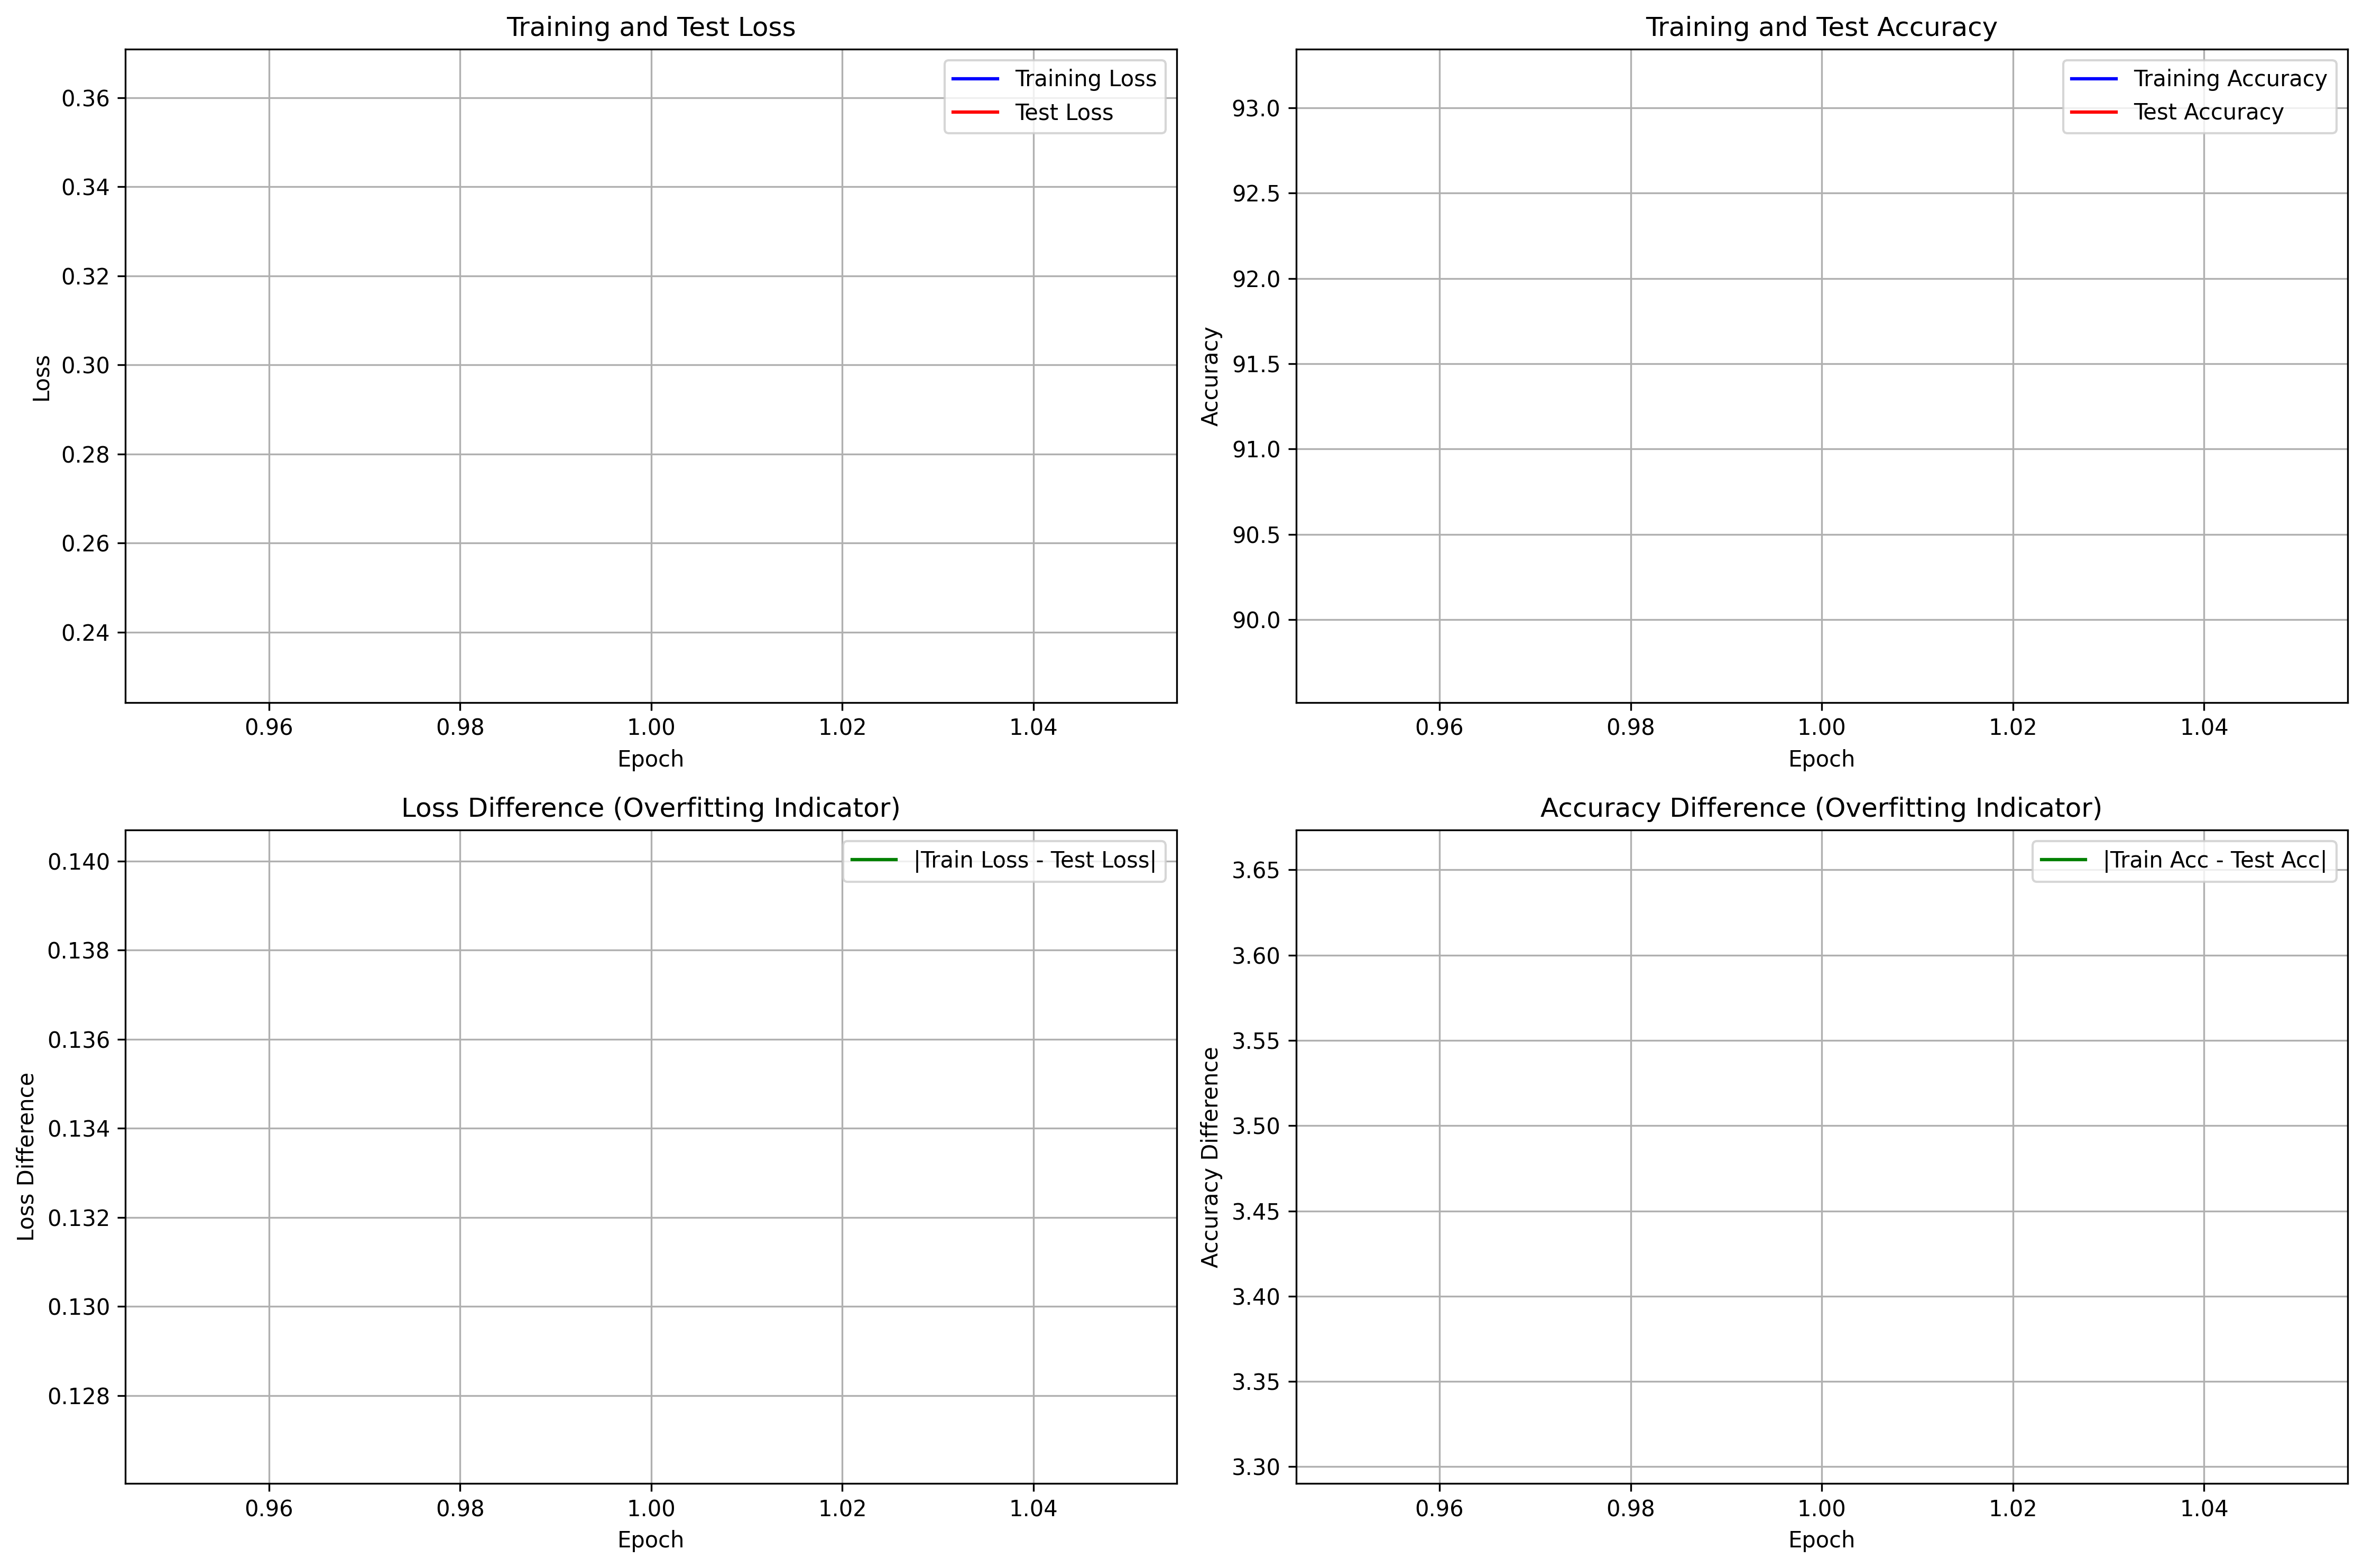 Training and Test Loss
Training Loss
Test Loss
0.36
0.34
0.32
0.30
0.28
0.26
0.24
Loss
0.96 0.98 1.00 1.02 1.04
Epoch
Training and Test Accuracy
Training Accuracy
Test Accuracy
93.0
92.5
92.0
91.5
91.0
90.5
90.0
Accuracy
0.96 0.98 1.00 1.02 1.04
Epoch
Loss Difference (Overfitting Indicator)
|Train Loss - Test Loss|
0.140
0.138
0.136
0.134
0.132
0.130
0.128
Loss Difference
0.96 0.98 1.00 1.02 1.04
Epoch
Accuracy Difference (Overfitting Indicator)
|Train Acc - Test Acc|
3.65
3.60
3.55
3.50
3.45
3.40
3.35
3.30
Accuracy Difference
0.96 0.98 1.00 1.02 1.04
Epoch